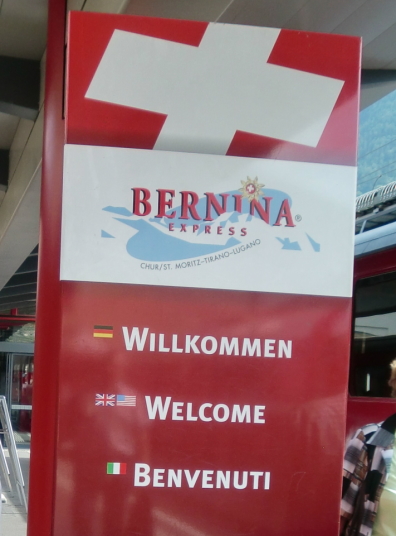 BERNINA®
EXPRESS
CHUR/ST. MORITZ–TIRANO–LUGANO
WILLKOMMEN
WELCOME
BENVENUTI